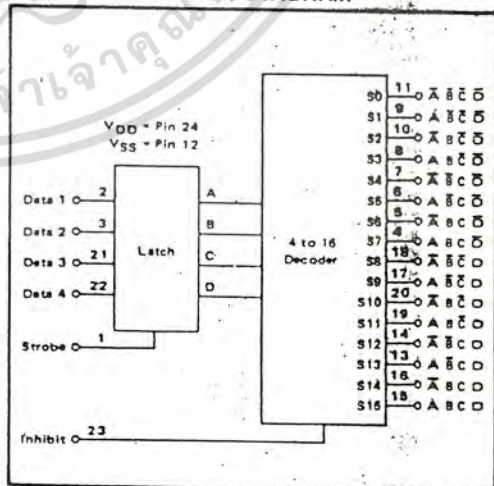 V̅DD = Pin 24
VSS = Pin 12
Data 1 2
Data 2 3
Data 3 21
Data 4 22
Strobe 1
Inhibit 23
Latch
A
B
C
D
4 to 16
Decoder
S0 11 A̅ B̅ C̅ D̅
S1 9 A B̅ C̅ D̅
S2 10 A̅ B C̅ D̅
S3 8 A B C̅ D̅
S4 7 A̅ B̅ C D̅
S5 6 A B̅ C D̅
S6 5 A̅ B C D̅
S7 4 A B C D̅
S8 18 A̅ B̅ C̅ D
S9 17 A B̅ C̅ D
S10 20 A̅ B C̅ D
S11 19 A B C̅ D
S12 14 A̅ B̅ C D
S13 13 A B̅ C D
S14 16 A̅ B C D
S15 15 A B C D